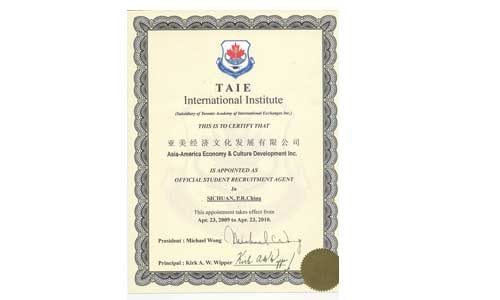 TAIE
International Institute
(Subsidiary of Toronto Academy of International Exchanges Inc.)
THIS IS TO CERTIFY THAT
亚美经济文化发展有限公司
Asia-America Economy & Culture Development Inc.
IS APPOINTED AS
OFFICIAL STUDENT RECRUITMENT AGENT
In
SICHUAN, P.R.China
This appointment takes effect from
Apr. 23, 2009 to Apr. 23, 2010.
President : Michael Wang
Principal : Kirk A. W. Wipper